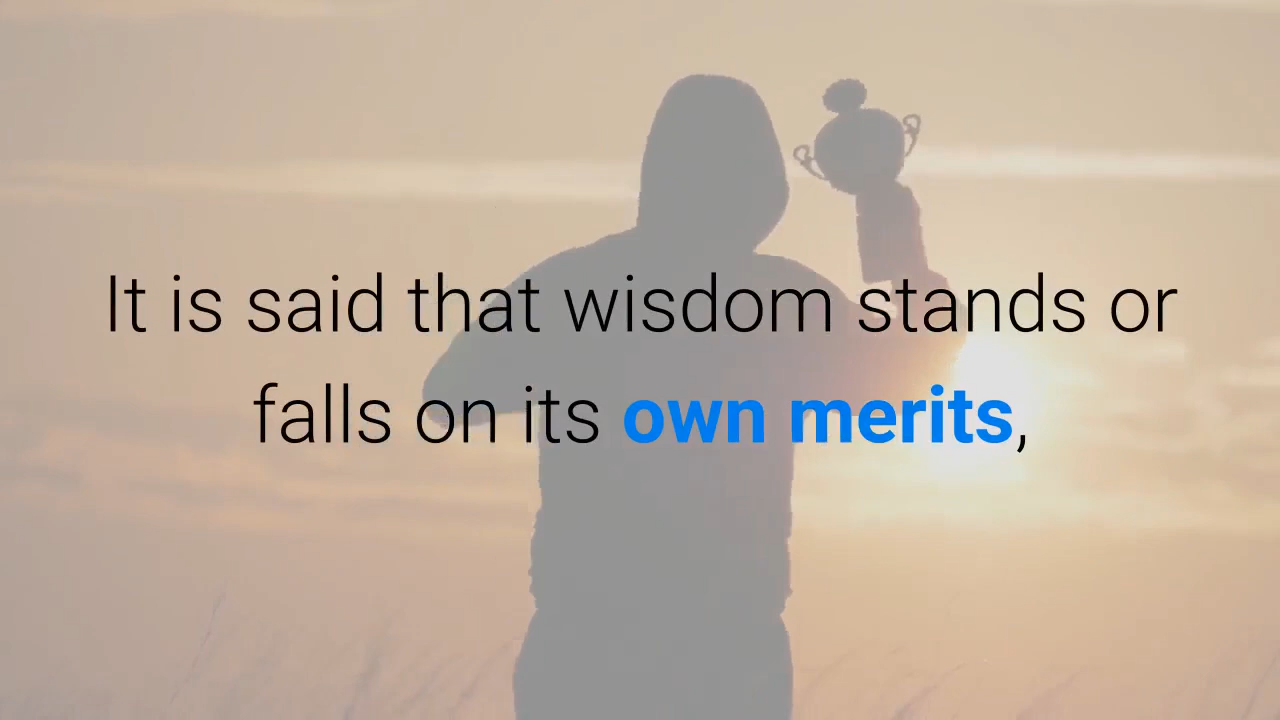 It is said that wisdom stands or
falls on its own merits,